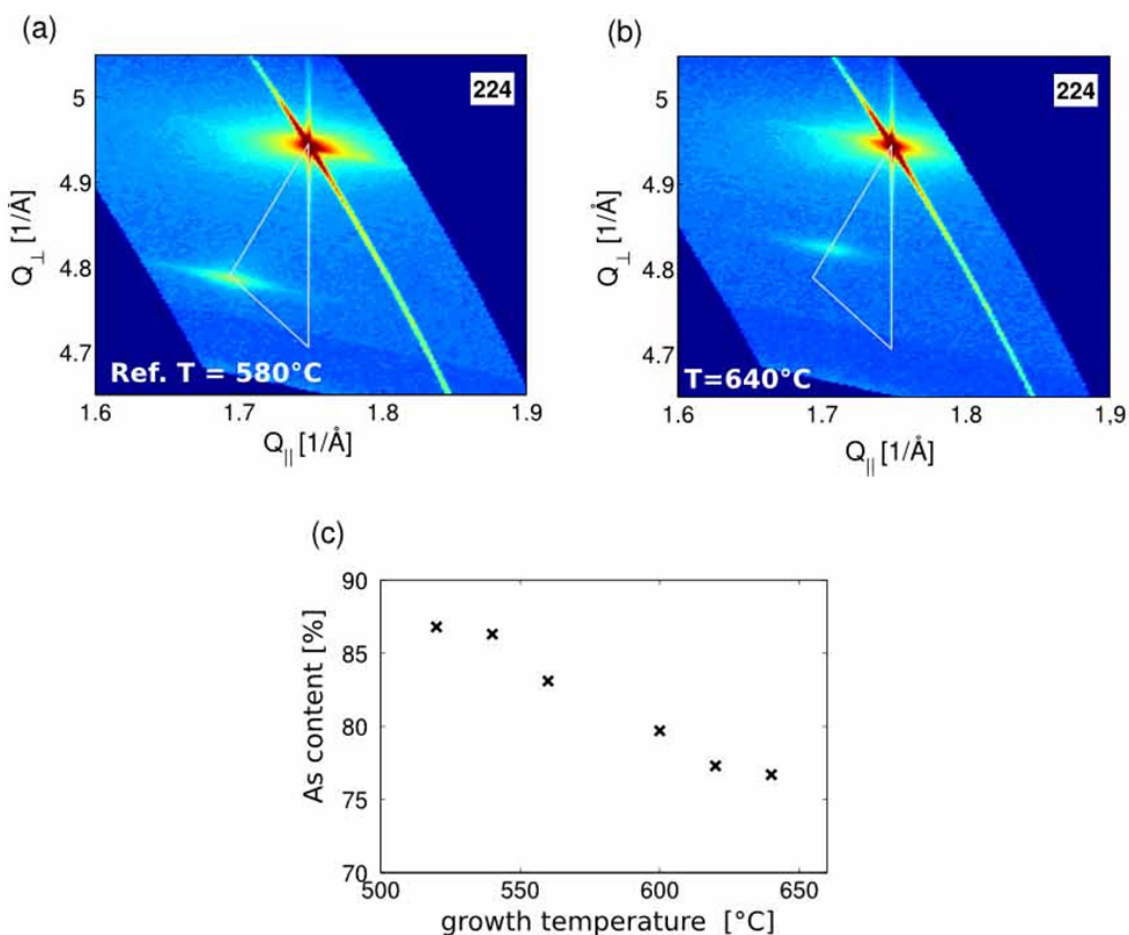 (a)
224
5
4.9
4.8
4.7
Q⊥ [1/Å]
Ref. T = 580°C
1.6 1.7 1.8 1.9
Q|| [1/Å]
(b)
224
5
4.9
4.8
4.7
Q⊥ [1/Å]
T=640°C
1.6 1.7 1.8 1,9
Q|| [1/Å]
(c)
90
85
80
75
70
As content [%]
500 550 600 650
growth temperature [°C]